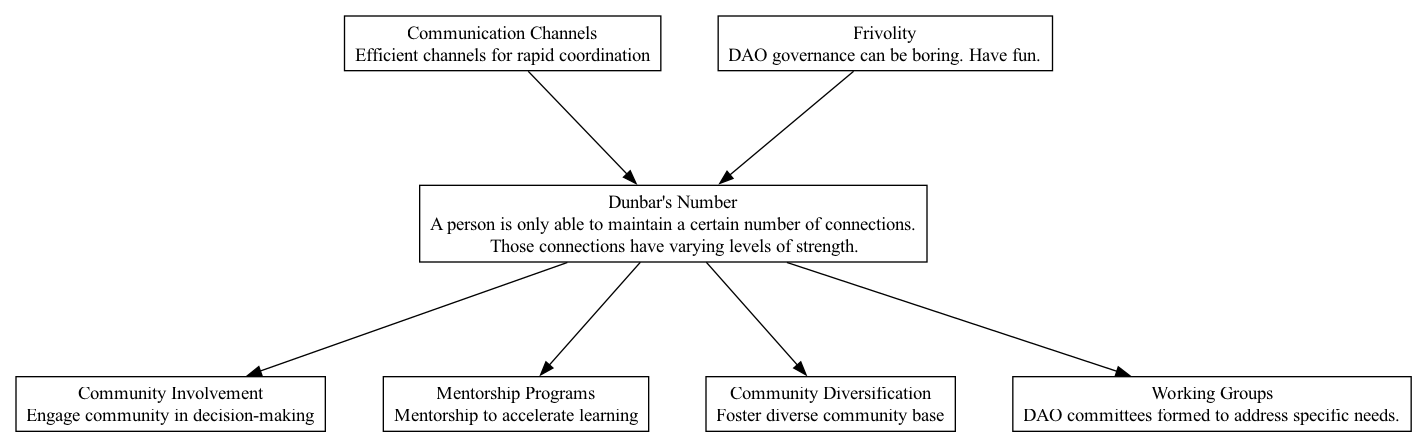 Communication Channels
Efficient channels for rapid coordination
Frivolity
DAO governance can be boring. Have fun.
Dunbar's Number
A person is only able to maintain a certain number of connections.
Those connections have varying levels of strength.
Community Involvement
Engage community in decision-making
Mentorship Programs
Mentorship to accelerate learning
Community Diversification
Foster diverse community base
Working Groups
DAO committees formed to address specific needs.